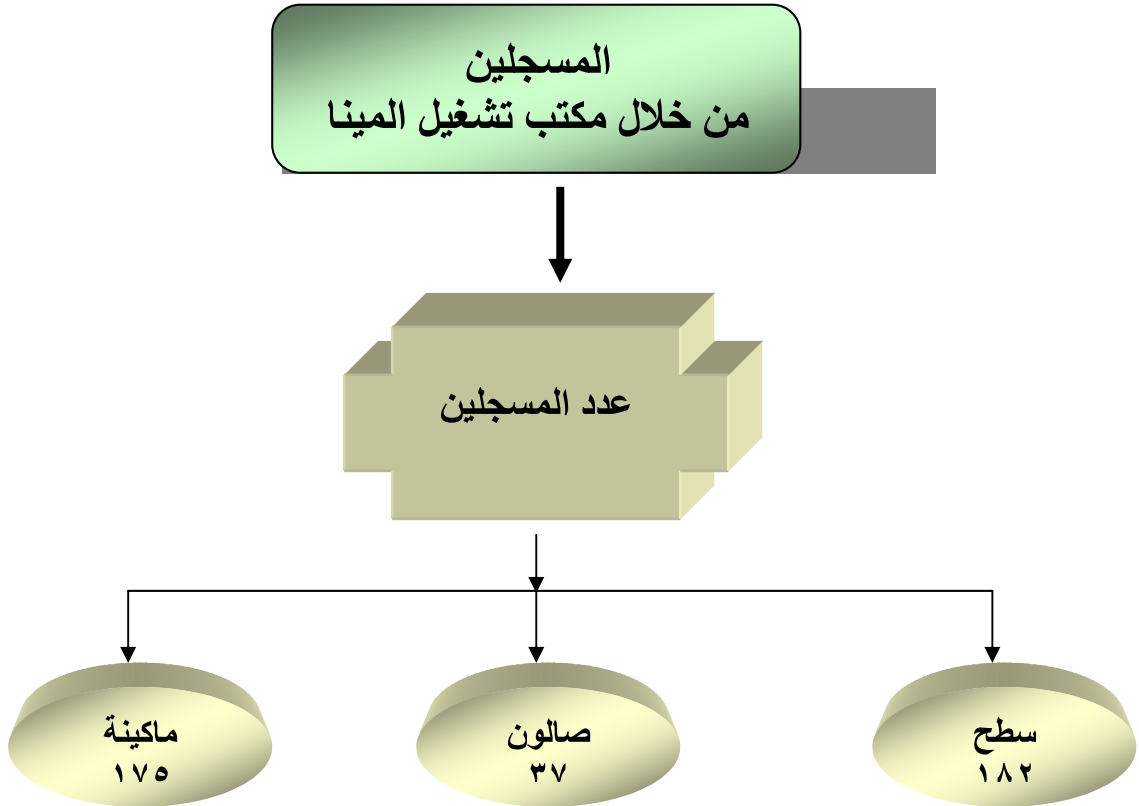 المسجلين
من خلال مكتب تشغيل المينا
عدد المسجلين
سطح
١٨٢
صالون
٣٧
ماكينة
١٧٥